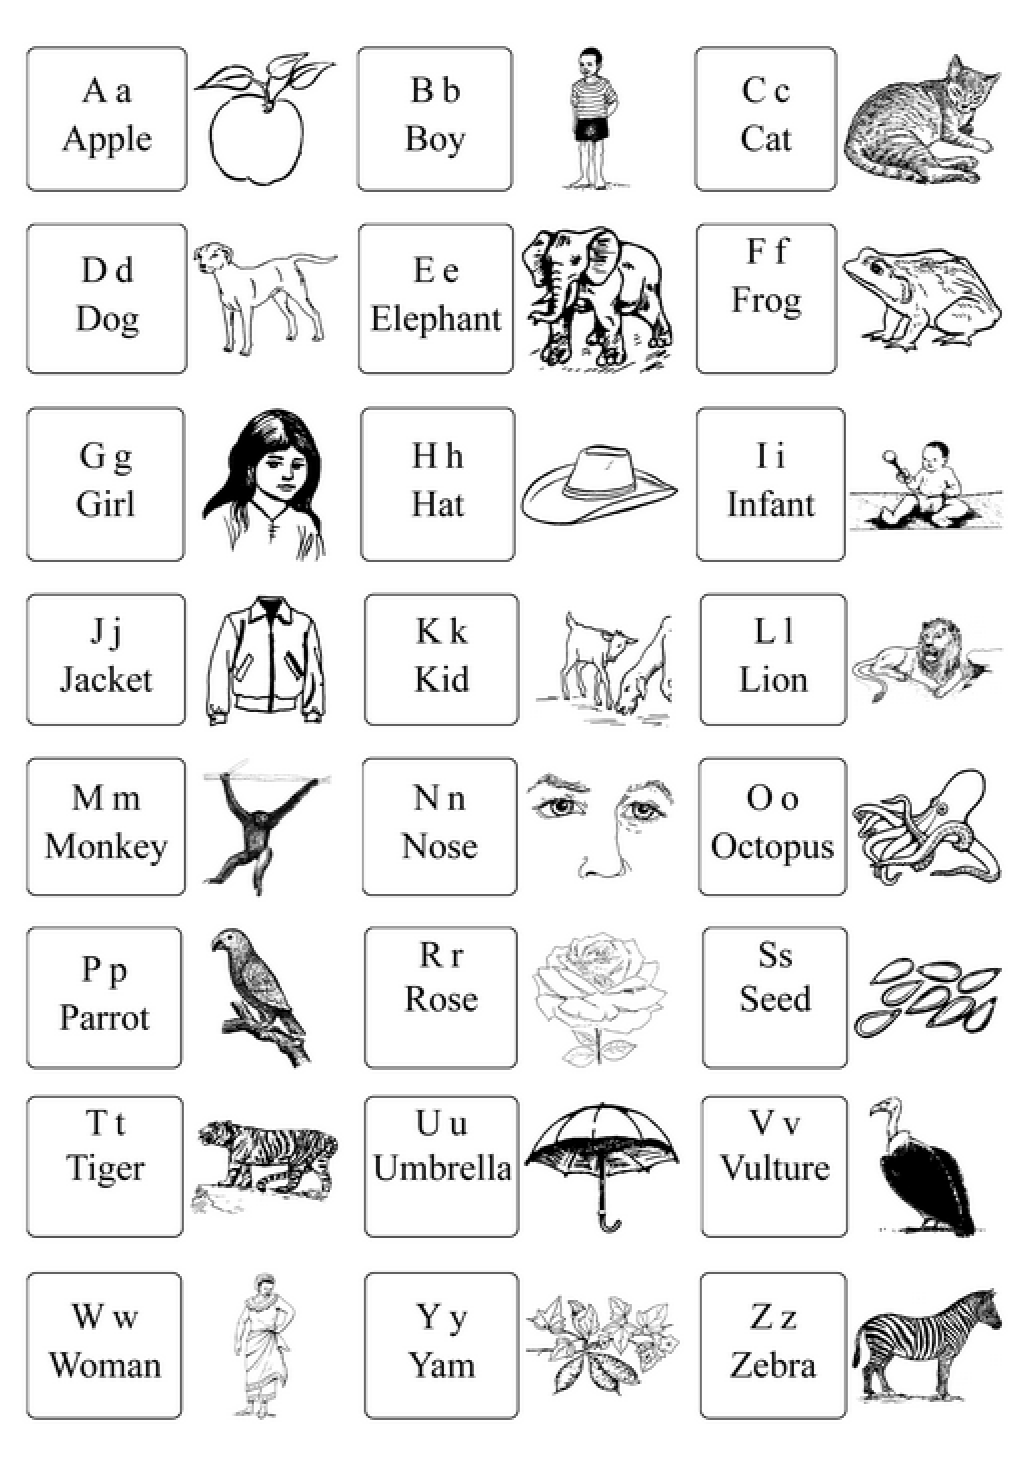 A a
Apple
B b
Boy
C c
Cat
D d
Dog
E e
Elephant
F f
Frog
G g
Girl
H h
Hat
I i
Infant
J j
Jacket
K k
Kid
L l
Lion
M m
Monkey
N n
Nose
O o
Octopus
P p
Parrot
R r
Rose
Ss
Seed
T t
Tiger
U u
Umbrella
V v
Vulture
W w
Woman
Y y
Yam
Z z
Zebra